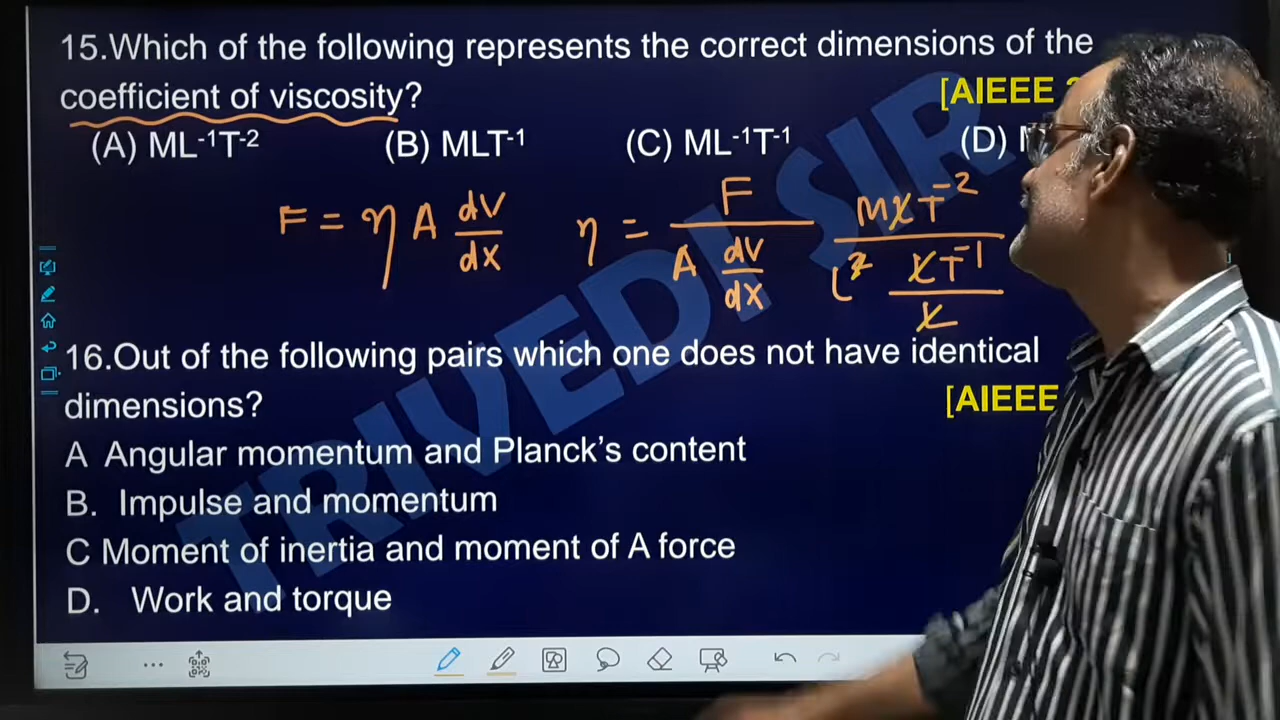 15.Which of the following represents the correct dimensions of the
coefficient of viscosity?
[AIEEE
(A) ML⁻¹T⁻² (B) MLT⁻¹ (C) ML⁻¹T⁻¹ (D)
F = η A dv/dx η = F / (A dv/dx) MLT⁻² / (L² LT⁻¹/L)
16.Out of the following pairs which one does not have identical
dimensions?
[AIEEE
A Angular momentum and Planck's content
B. Impulse and momentum
C Moment of inertia and moment of A force
D. Work and torque
TRIVEDI SIR